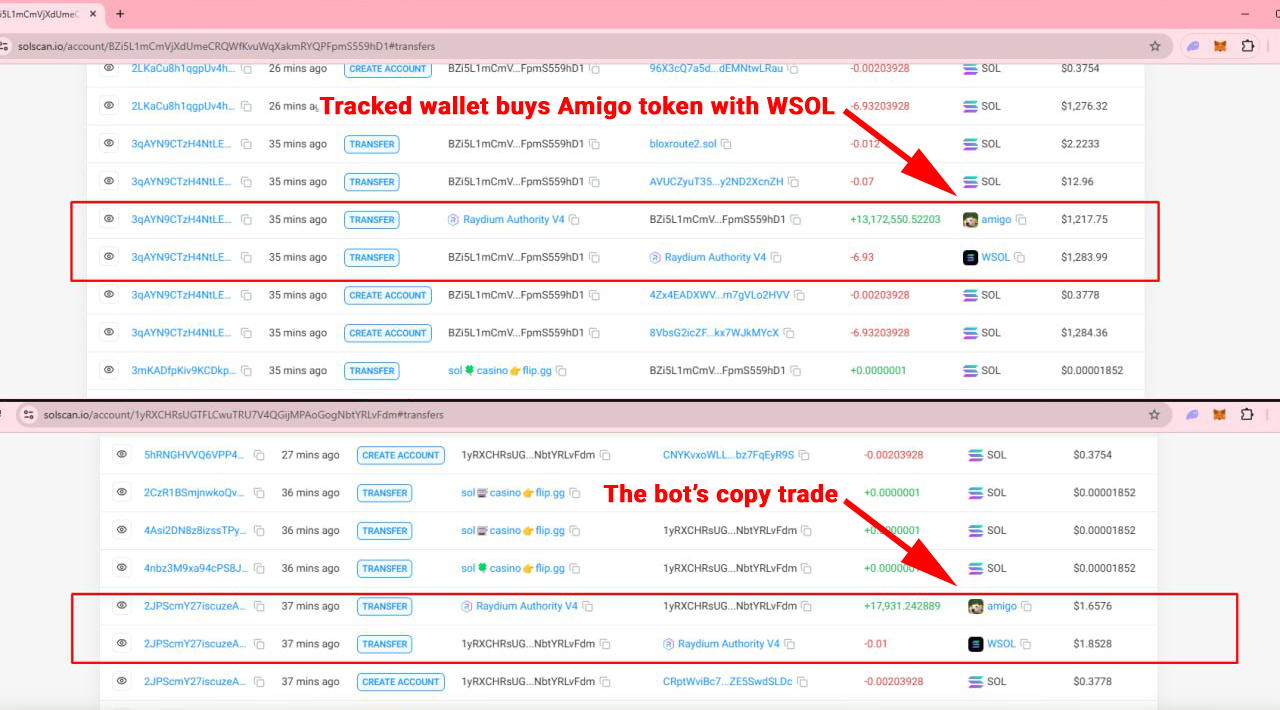 5L1mCmVjXdUmeC
solscan.io/account/BZi5L1mCmVjXdUmeCRQWfKvuWqXakmRYQPFpmS559hD1#transfers
2LKaCu8h1qgpUv4h... 26 mins ago CREATE ACCOUNT BZi5L1mCmV...FpmS559hD1 96X3cQ7a5d...dEMNtwLRau -0.00203928 SOL $0.3754
2LKaCu8h1qgpUv4h... 26 mins -6.93203928 SOL $1,276.32
Tracked wallet buys Amigo token with WSOL
3qAYN9CTzH4NtLE... 35 mins ago TRANSFER BZi5L1mCmV...FpmS559hD1 bloxroute2.sol -0.012 SOL $2.2233
3qAYN9CTzH4NtLE... 35 mins ago TRANSFER BZi5L1mCmV...FpmS559hD1 AVUCZyuT35...y2ND2XcnZH -0.07 SOL $12.96
3qAYN9CTzH4NtLE... 35 mins ago TRANSFER Raydium Authority V4 BZi5L1mCmV...FpmS559hD1 +13,172,550.52203 amigo $1,217.75
3qAYN9CTzH4NtLE... 35 mins ago TRANSFER BZi5L1mCmV...FpmS559hD1 Raydium Authority V4 -6.93 WSOL $1,283.99
3qAYN9CTzH4NtLE... 35 mins ago CREATE ACCOUNT BZi5L1mCmV...FpmS559hD1 4Zx4EADXWV...m7gVLo2HVV -0.00203928 SOL $0.3778
3qAYN9CTzH4NtLE... 35 mins ago CREATE ACCOUNT BZi5L1mCmV...FpmS559hD1 8VbsG2icZF...kx7WJkMYcX -6.93203928 SOL $1,284.36
3mKADfpKiv9KCDkp... 35 mins ago TRANSFER sol🍀casino👉flip.gg BZi5L1mCmV...FpmS559hD1 +0.0000001 SOL $0.00001852
solscan.io/account/1yRXCHRsUGTFLCwuTRU7V4QGijMPAoGogNbtYRLvFdm#transfers
5hRNGHVVQ6VPP4... 27 mins ago CREATE ACCOUNT 1yRXCHRsUG...NbtYRLvFdm CNYKvxoWLL...bz7FqEyR9S -0.00203928 SOL $0.3754
2CzR1BSmjnwkoQv... 36 mins ago TRANSFER sol🎰casino👉flip.gg +0.0000001 SOL $0.00001852
The bot's copy trade
4Asi2DN8z8izssTPy... 36 mins ago TRANSFER sol🎰casino👉flip.gg 1yRXCHRsUG...NbtYRLvFdm +0.0000001 SOL $0.00001852
4nbz3M9xa94cPS8J... 36 mins ago TRANSFER sol🍀casino👉flip.gg 1yRXCHRsUG...NbtYRLvFdm +0.0000001 SOL $0.00001852
2JPScmY27iscuzeA... 37 mins ago TRANSFER Raydium Authority V4 1yRXCHRsUG...NbtYRLvFdm +17,931.242889 amigo $1.6576
2JPScmY27iscuzeA... 37 mins ago TRANSFER 1yRXCHRsUG...NbtYRLvFdm Raydium Authority V4 -0.01 WSOL $1.8528
2JPScmY27iscuzeA... 37 mins ago CREATE ACCOUNT 1yRXCHRsUG...NbtYRLvFdm CRptWviBc7...ZE5SwdSLDc -0.00203928 SOL $0.3778